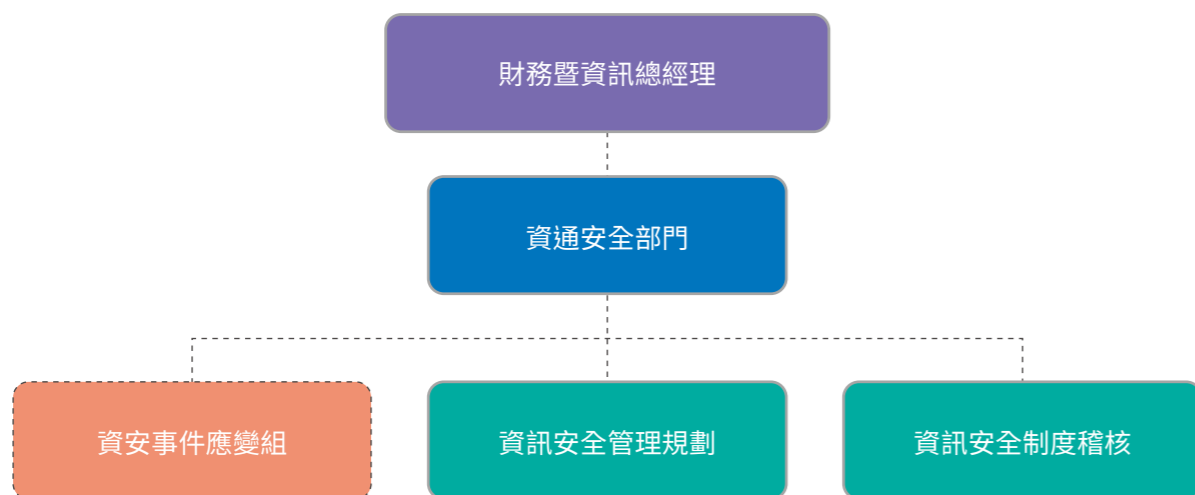 財務暨資訊總經理
資通安全部門
資安事件應變組
資訊安全管理規劃
資訊安全制度稽核